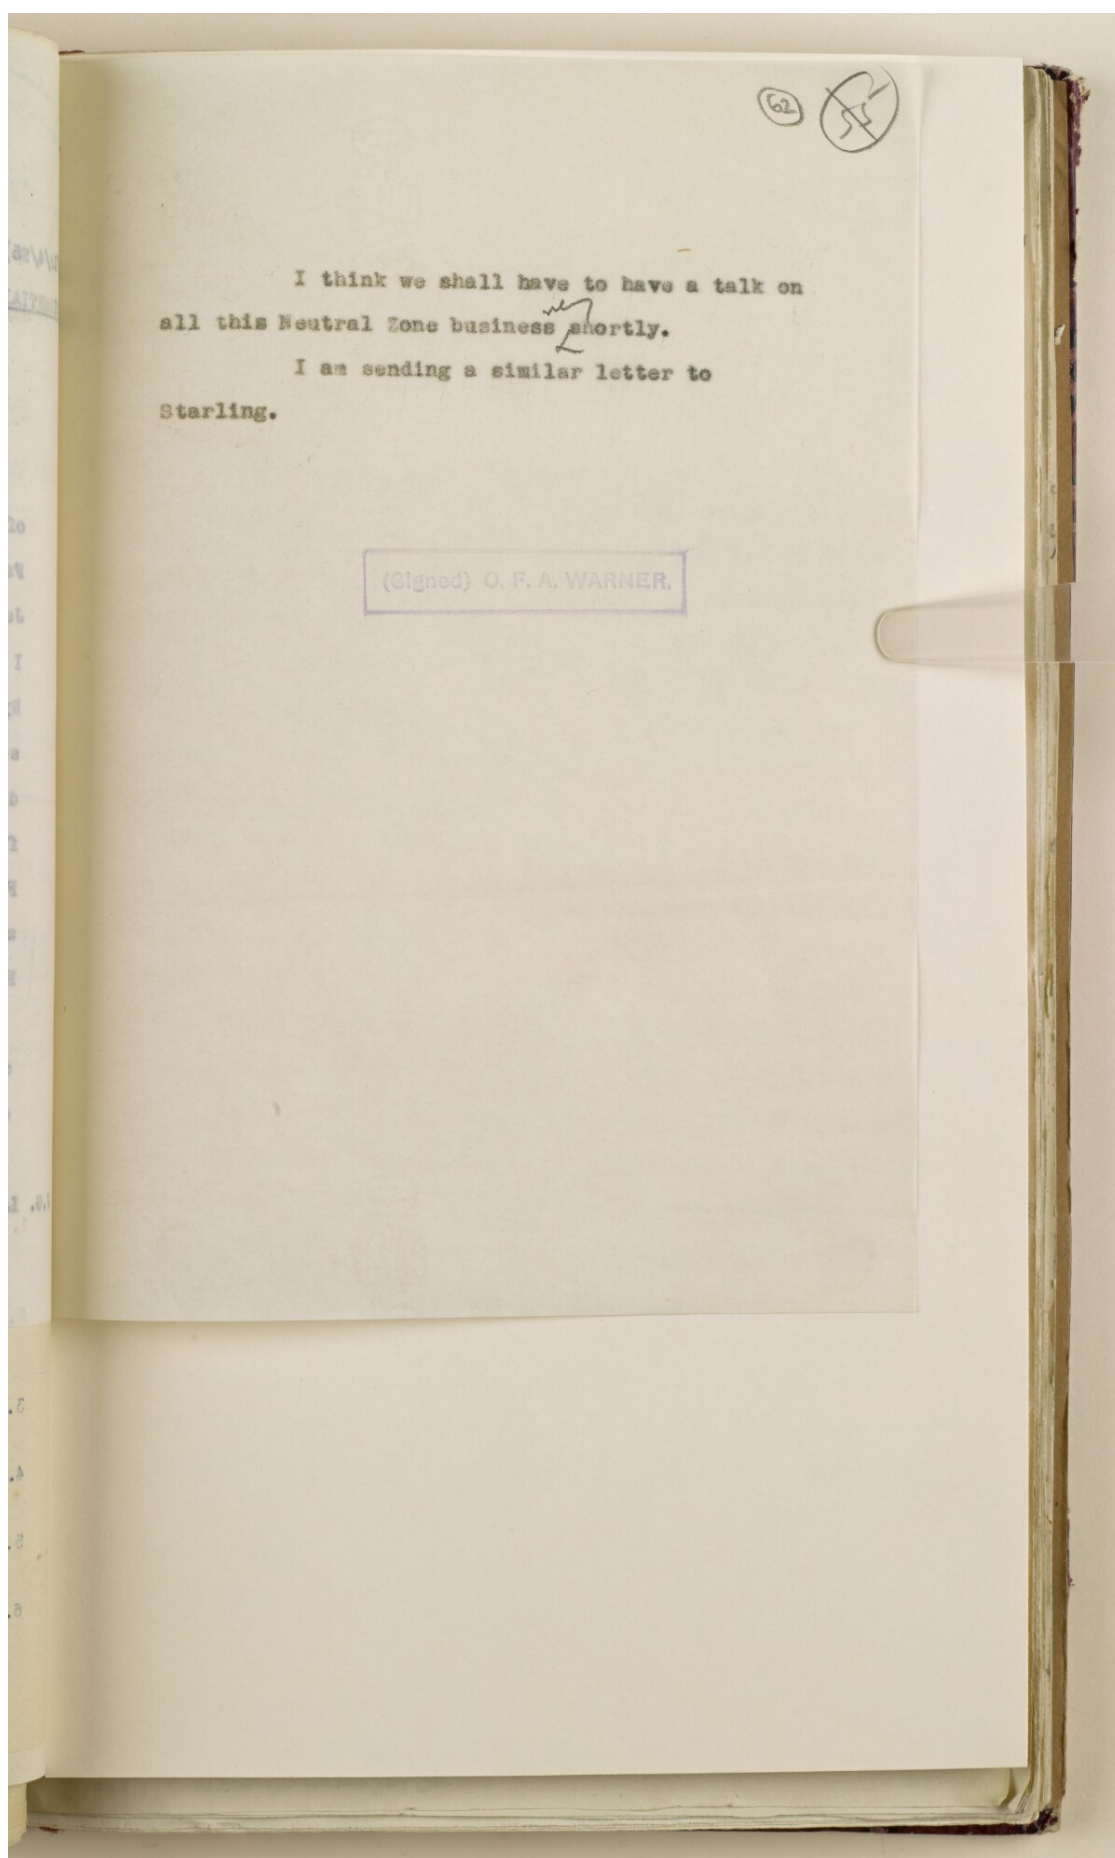 62
I think we shall have to have a talk on
very
all this Neutral Zone business shortly.
I am sending a similar letter to
Starling.
(Signed) O. F. A. WARNER.